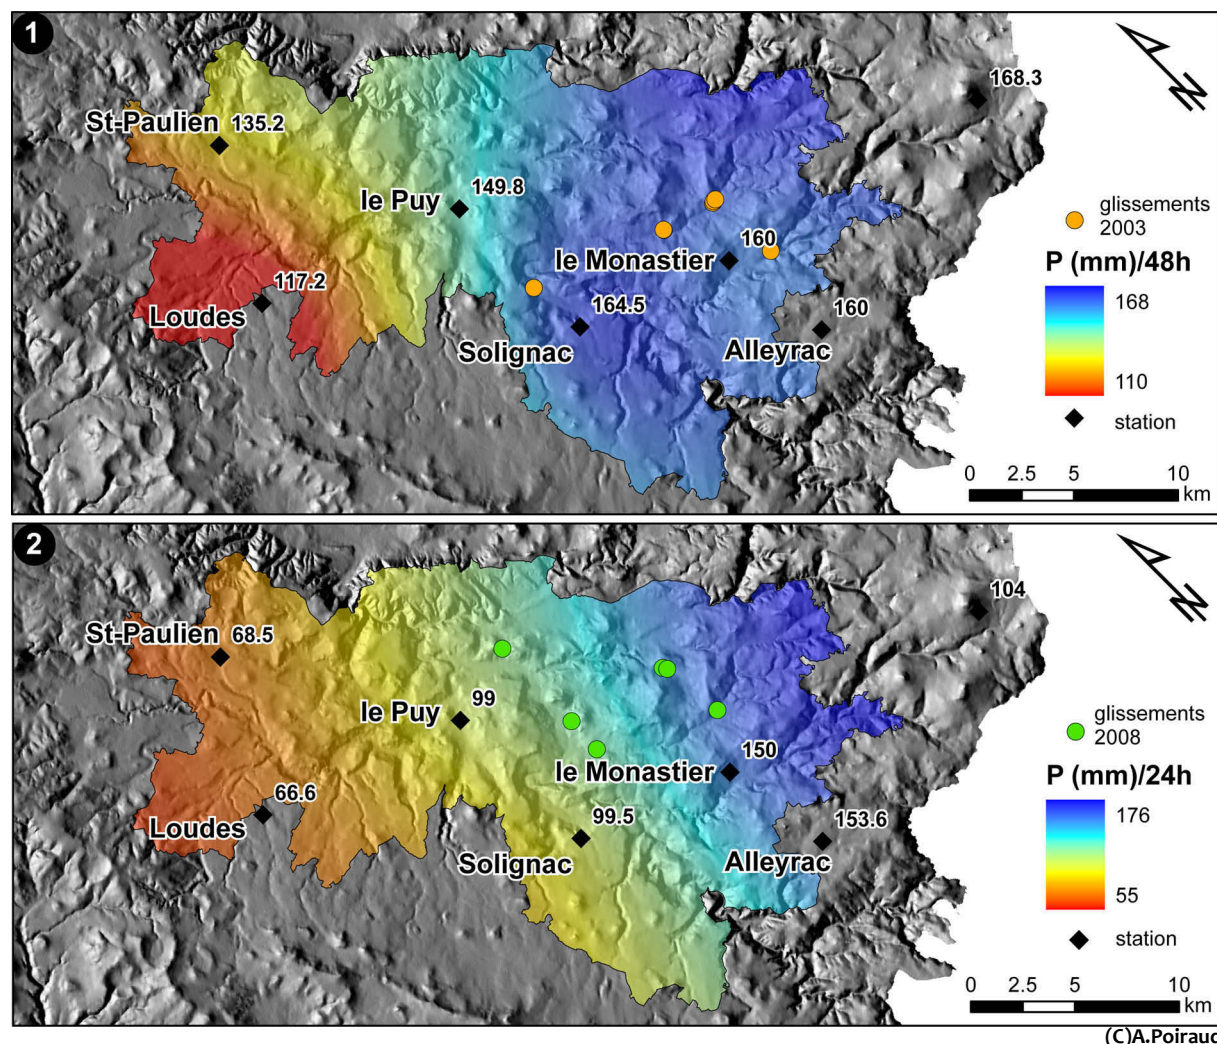 1
168.3
St-Paulien 135.2
le Puy 149.8
glissements
2003
160
le Monastier
P (mm)/48h
117.2
168
Loudes
164.5
160
Solignac
Alleyrac
110
station
0 2.5 5 10
km
N
2
104
St-Paulien 68.5
99
le Puy
glissements
2008
150
le Monastier
P (mm)/24h
66.6
99.5
153.6
176
Loudes
Solignac
Alleyrac
55
station
0 2.5 5 10
km
N
(C)A.Poiraud